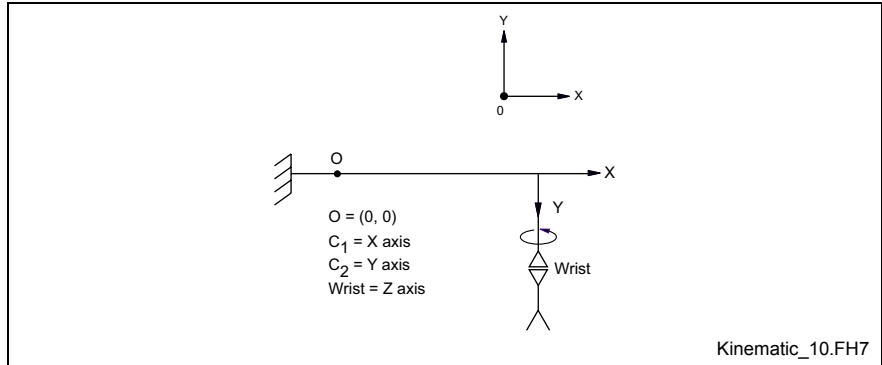 Y
X
0
O
X
Y
O = (0, 0)
C1 = X axis
C2 = Y axis
Wrist = Z axis
Wrist
Kinematic_10.FH7